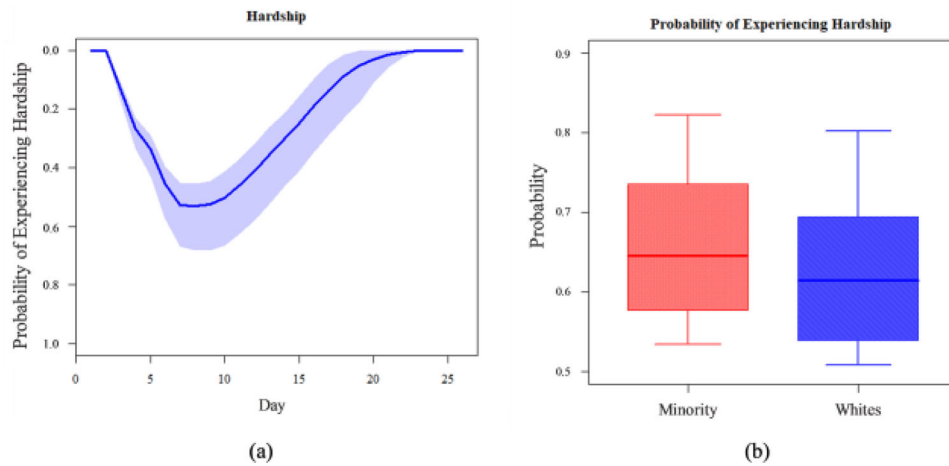 Hardship
Probability of Experiencing Hardship
0.0
0.2
0.4
0.6
0.8
1.0
0 5 10 15 20 25
Day
(a)
Probability of Experiencing Hardship
Probability
0.9
0.8
0.7
0.6
0.5
Minority Whites
(b)